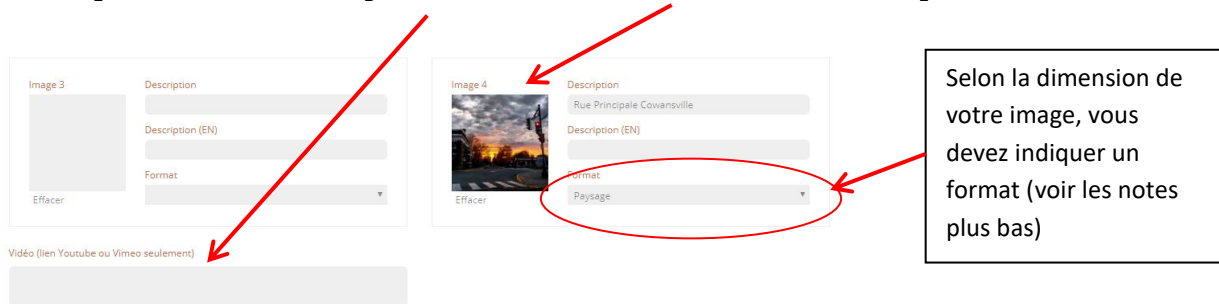 Image 3
Description
Description (EN)
Format
Effacer
Image 4
Description
Rue Principale Cowansville
Description (EN)
Format
Paysage
Effacer
Selon la dimension de
votre image, vous
devez indiquer un
format (voir les notes
plus bas)
Vidéo (lien Youtube ou Vimeo seulement)